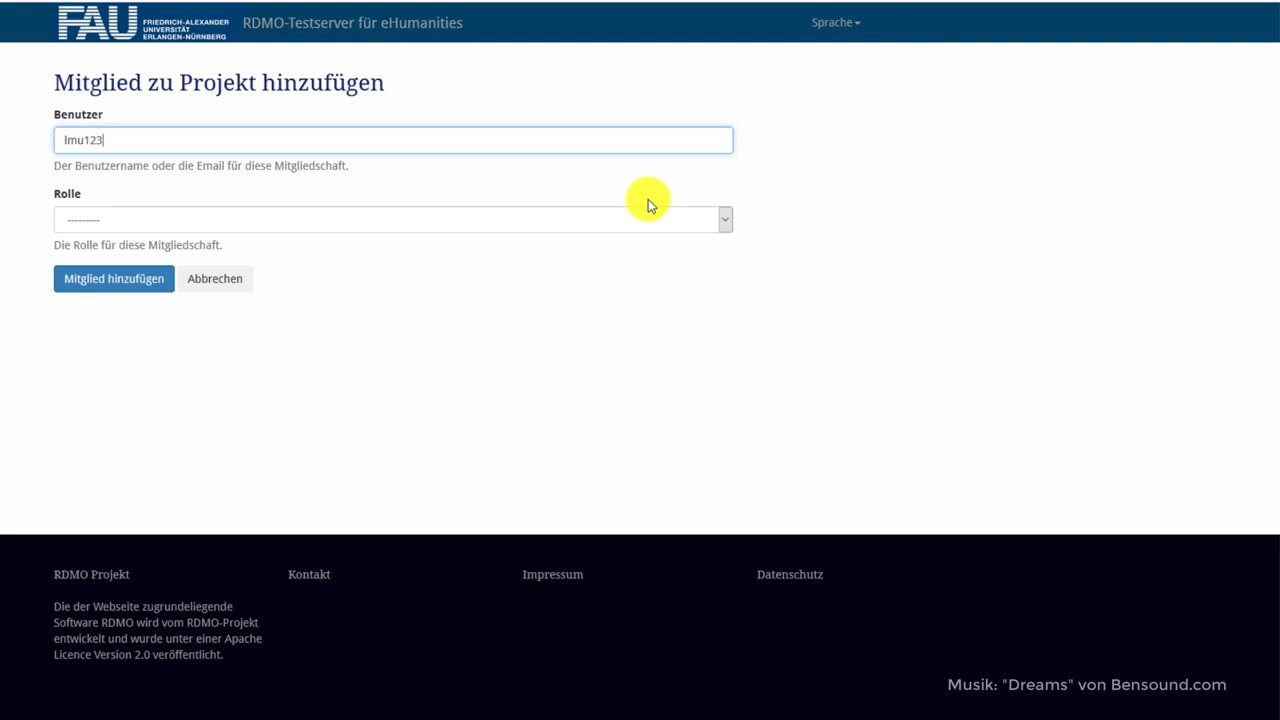 FAU FRIEDRICH-ALEXANDER
UNIVERSITÄT
ERLANGEN-NÜRNBERG
RDMO-Testserver für eHumanities
Sprache
Mitglied zu Projekt hinzufügen
Benutzer
lmu123
Der Benutzername oder die Email für diese Mitgliedschaft.
Rolle
---------
Die Rolle für diese Mitgliedschaft.
Mitglied hinzufügen Abbrechen
RDMO Projekt Kontakt Impressum Datenschutz
Die der Webseite zugrundeliegende
Software RDMO wird vom RDMO-Projekt
entwickelt und wurde unter einer Apache
Licence Version 2.0 veröffentlicht.
Musik: "Dreams" von Bensound.com